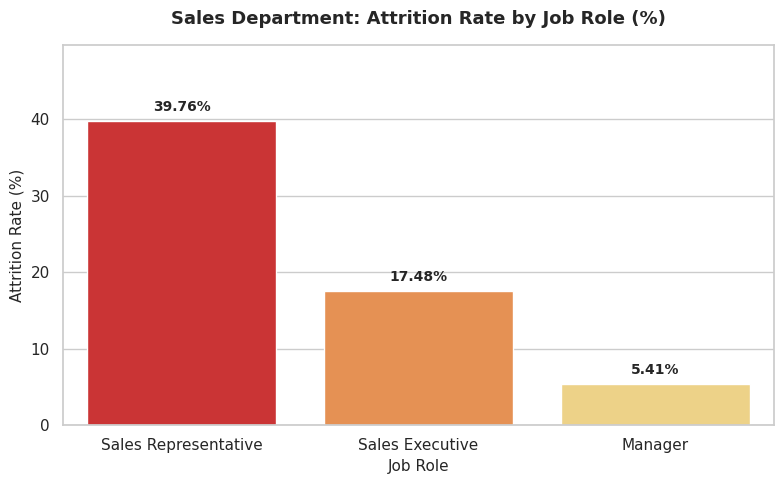 Sales Department: Attrition Rate by Job Role (%)
Attrition Rate (%)
40
30
20
10
0
39.76%
17.48%
5.41%
Sales Representative
Sales Executive
Manager
Job Role